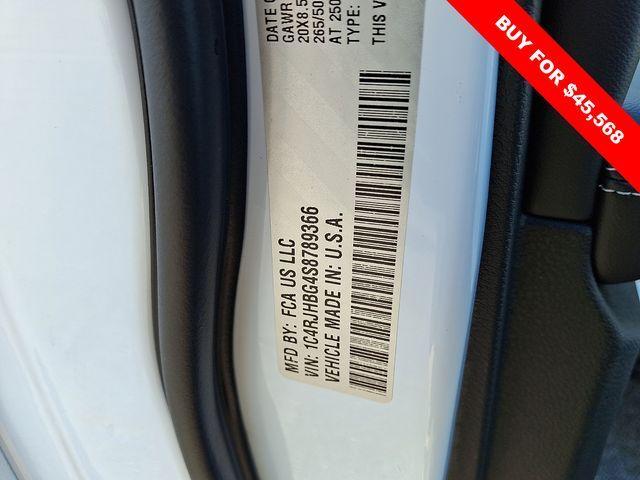 BUY FOR $45,568
MFD BY: FCA US LLC
DATE
VIN: 1C4RJHBG4S8789366
GAWR
VEHICLE MADE IN: U.S.A.
20X8.5
265/50
AT 250
TYPE:
THIS V